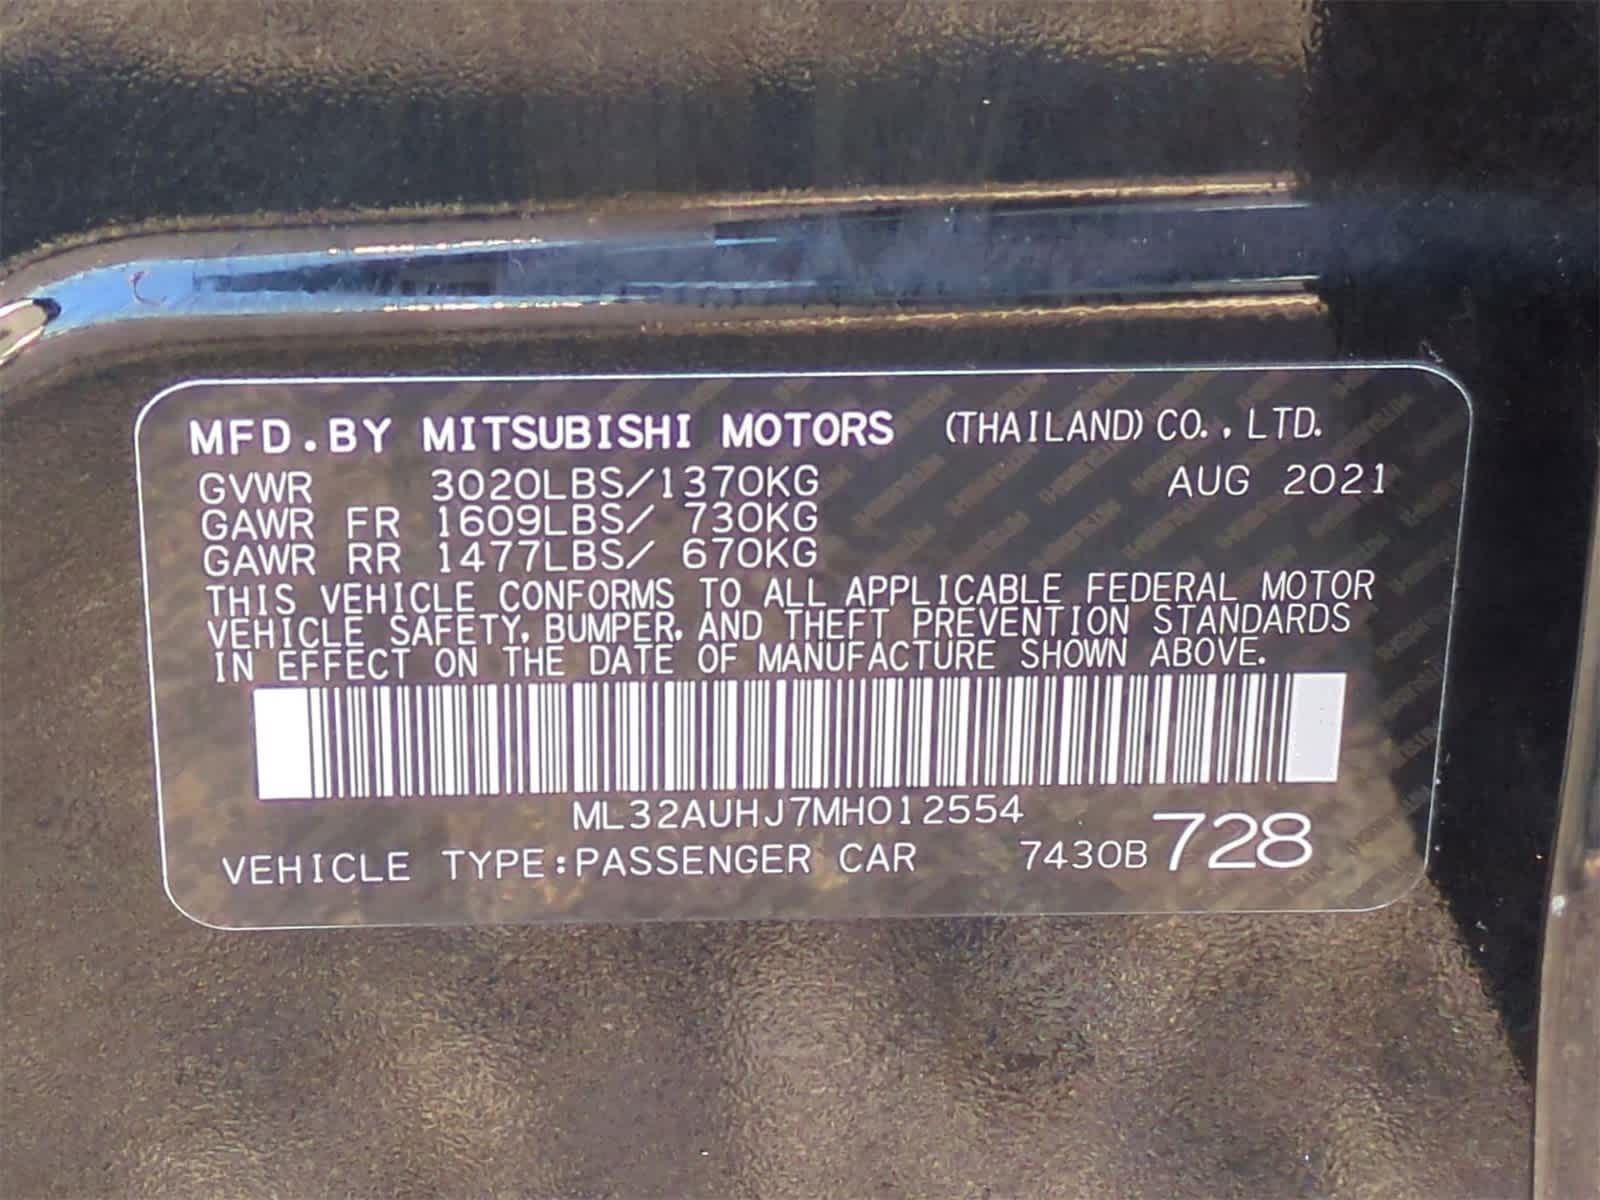 MFD.BY MITSUBISHI MOTORS (THAILAND) CO., LTD.
GVWR 3020LBS/1370KG AUG 2021
GAWR FR 1609LBS/ 730KG
GAWR RR 1477LBS/ 670KG
THIS VEHICLE CONFORMS TO ALL APPLICABLE FEDERAL MOTOR
VEHICLE SAFETY, BUMPER, AND THEFT PREVENTION STANDARDS
IN EFFECT ON THE DATE OF MANUFACTURE SHOWN ABOVE.
ML32AUHJ7MH012554
VEHICLE TYPE:PASSENGER CAR 7430B 728